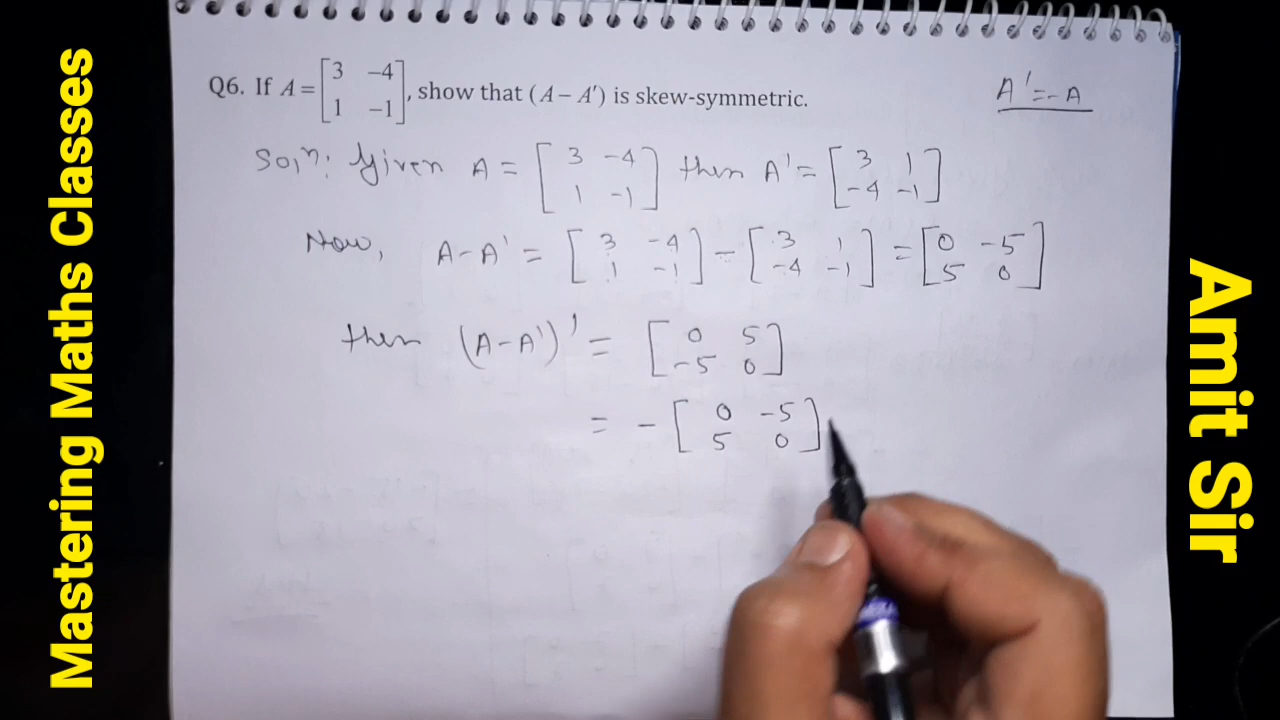 Mastering Maths Classes
Q6. If A = [3 −4; 1 −1], show that (A − A′) is skew-symmetric.
A' = -A
Soln: Given A = [3 -4; 1 -1] then A' = [3 1; -4 -1]
Now, A-A' = [3 -4; 1 -1] - [3 1; -4 -1] = [0 -5; 5 0]
then (A-A')' = [0 5; -5 0]
= - [0 -5; 5 0]
Amit Sir